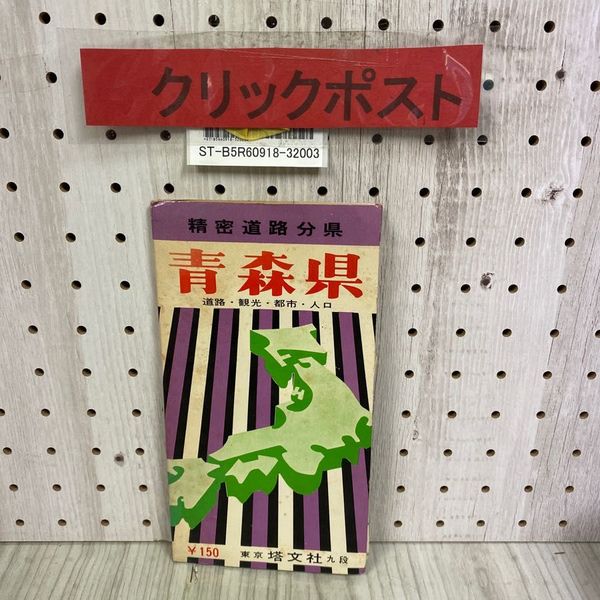 クリックポスト
ST-B5R60918-32003
精密道路分県
青森県
道路・観光・都市・人口
¥150
東京 塔文社 九段